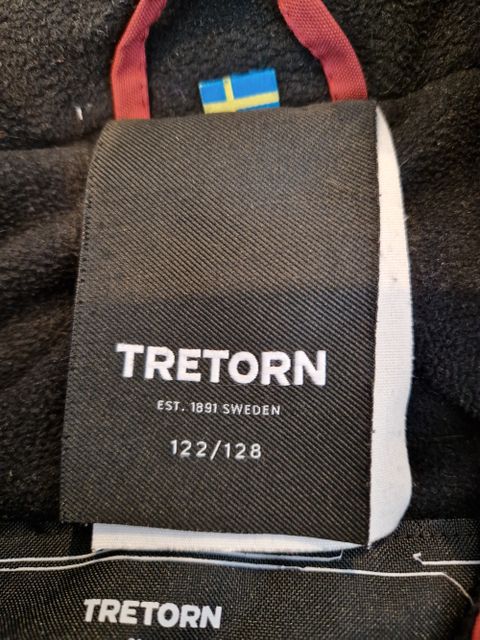 TRETORN
EST. 1891 SWEDEN
122/128
TRETORN